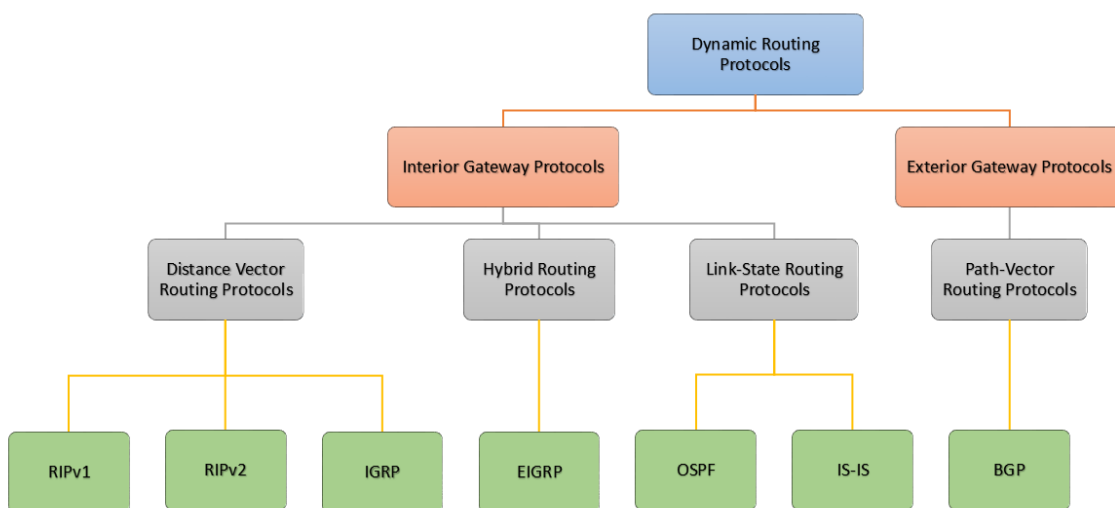 Dynamic Routing
Protocols
Interior Gateway Protocols
Exterior Gateway Protocols
Distance Vector
Routing Protocols
Hybrid Routing
Protocols
Link-State Routing
Protocols
Path-Vector
Routing Protocols
RIPv1
RIPv2
IGRP
EIGRP
OSPF
IS-IS
BGP